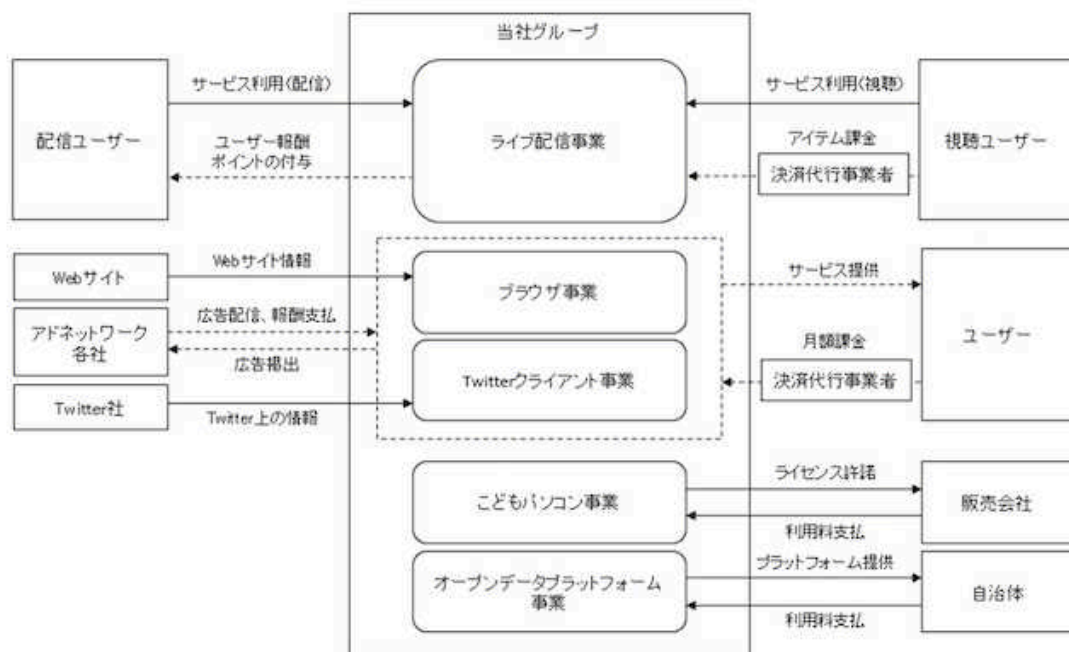 当社グループ
配信ユーザー
サービス利用(配信)
ユーザー報酬
ポイントの付与
ライブ配信事業
サービス利用(視聴)
アイテム課金
決済代行事業者
視聴ユーザー
Webサイト
Webサイト情報
アドネットワーク
各社
広告配信、報酬支払
広告掲出
Twitter社
Twitter上の情報
ブラウザ事業
Twitterクライアント事業
サービス提供
月額課金
決済代行事業者
ユーザー
こどもパソコン事業
ライセンス許諾
利用料支払
販売会社
オープンデータプラットフォーム
事業
プラットフォーム提供
利用料支払
自治体